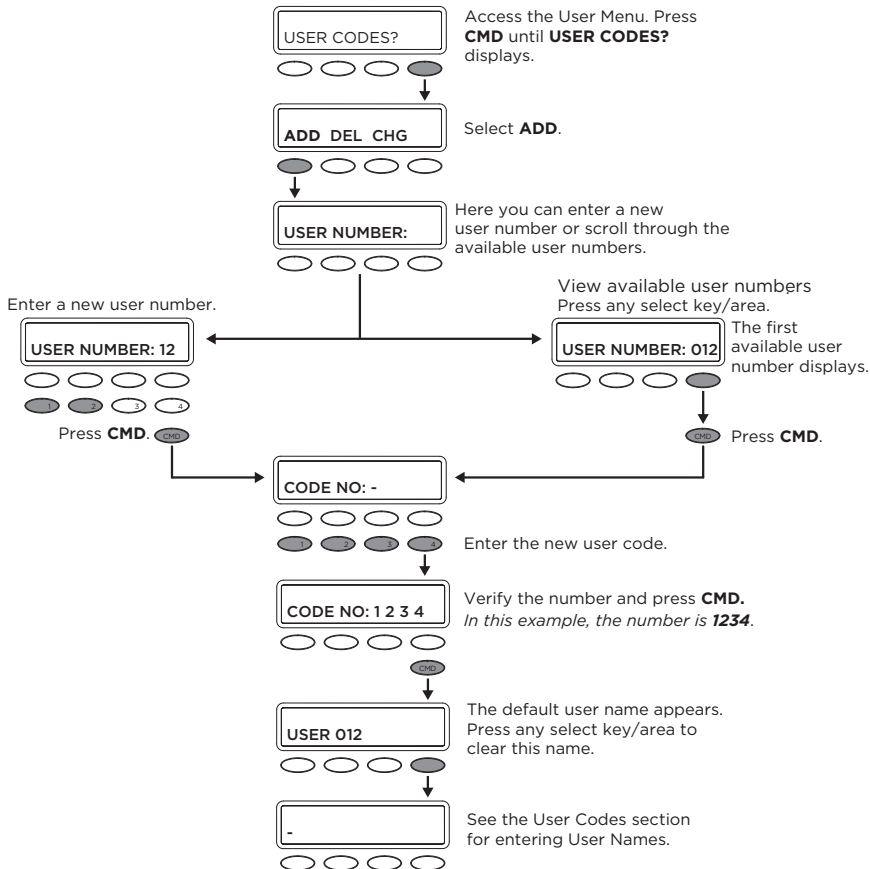 USER CODES?
Access the User Menu. Press
CMD until USER CODES?
displays.
ADD DEL CHG
Select ADD.
USER NUMBER:
Here you can enter a new
user number or scroll through the
available user numbers.
Enter a new user number.
USER NUMBER: 12
1 2 3 4
Press CMD. CMD
View available user numbers
Press any select key/area.
USER NUMBER: 012
The first
available user
number displays.
CMD Press CMD.
CODE NO: -
1 2 3 4
Enter the new user code.
CODE NO: 1 2 3 4
Verify the number and press CMD.
In this example, the number is 1234.
CMD
USER 012
The default user name appears.
Press any select key/area to
clear this name.
-
See the User Codes section
for entering User Names.